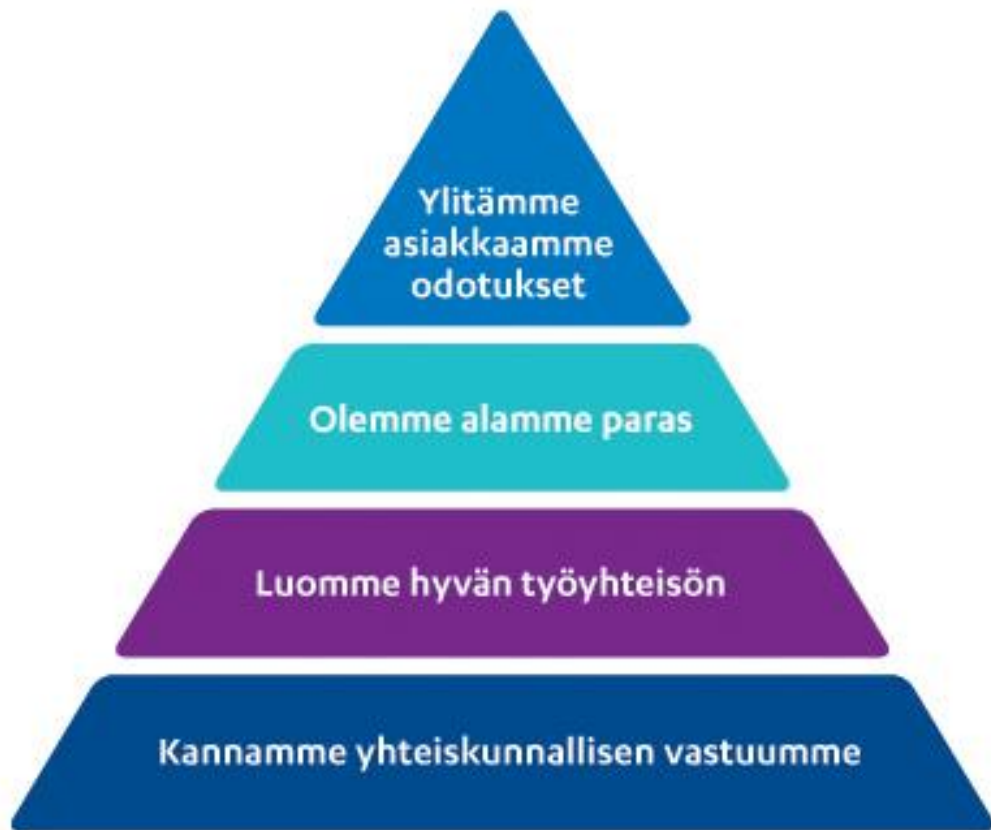 Ylitämme
asiakkaamme
odotukset
Olemme alamme paras
Luomme hyvän työyhteisön
Kannamme yhteiskunnallisen vastuumme